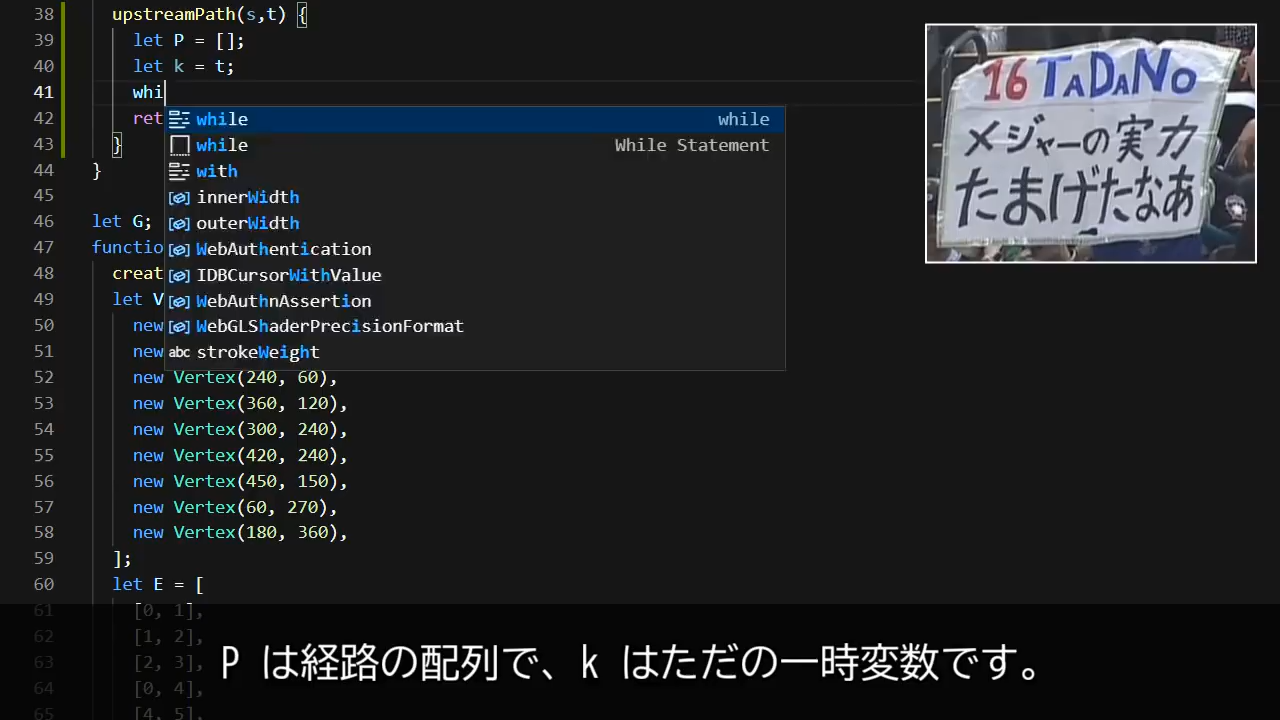 38 upstreamPath(s,t) {
39 let P = [];
40 let k = t;
41 whi
42 ret
43 }
44 }
45
46 let G;
47 functio
48 creat
49 let V
50 new
51 new
52 new Vertex(240, 60),
53 new Vertex(360, 120),
54 new Vertex(300, 240),
55 new Vertex(420, 240),
56 new Vertex(450, 150),
57 new Vertex(60, 270),
58 new Vertex(180, 360),
59 ];
60 let E = [
61 [0, 1],
62 [1, 2],
63 [2, 3],
64 [0, 4],
65 [4, 5],
while while
while While Statement
with
innerWidth
outerWidth
WebAuthentication
IDBCursorWithValue
WebAuthnAssertion
WebGLShaderPrecisionFormat
abc strokeWeight
16 TADANO
メジャーの実力
たまげたなあ
P は経路の配列で、k はただの一時変数です。